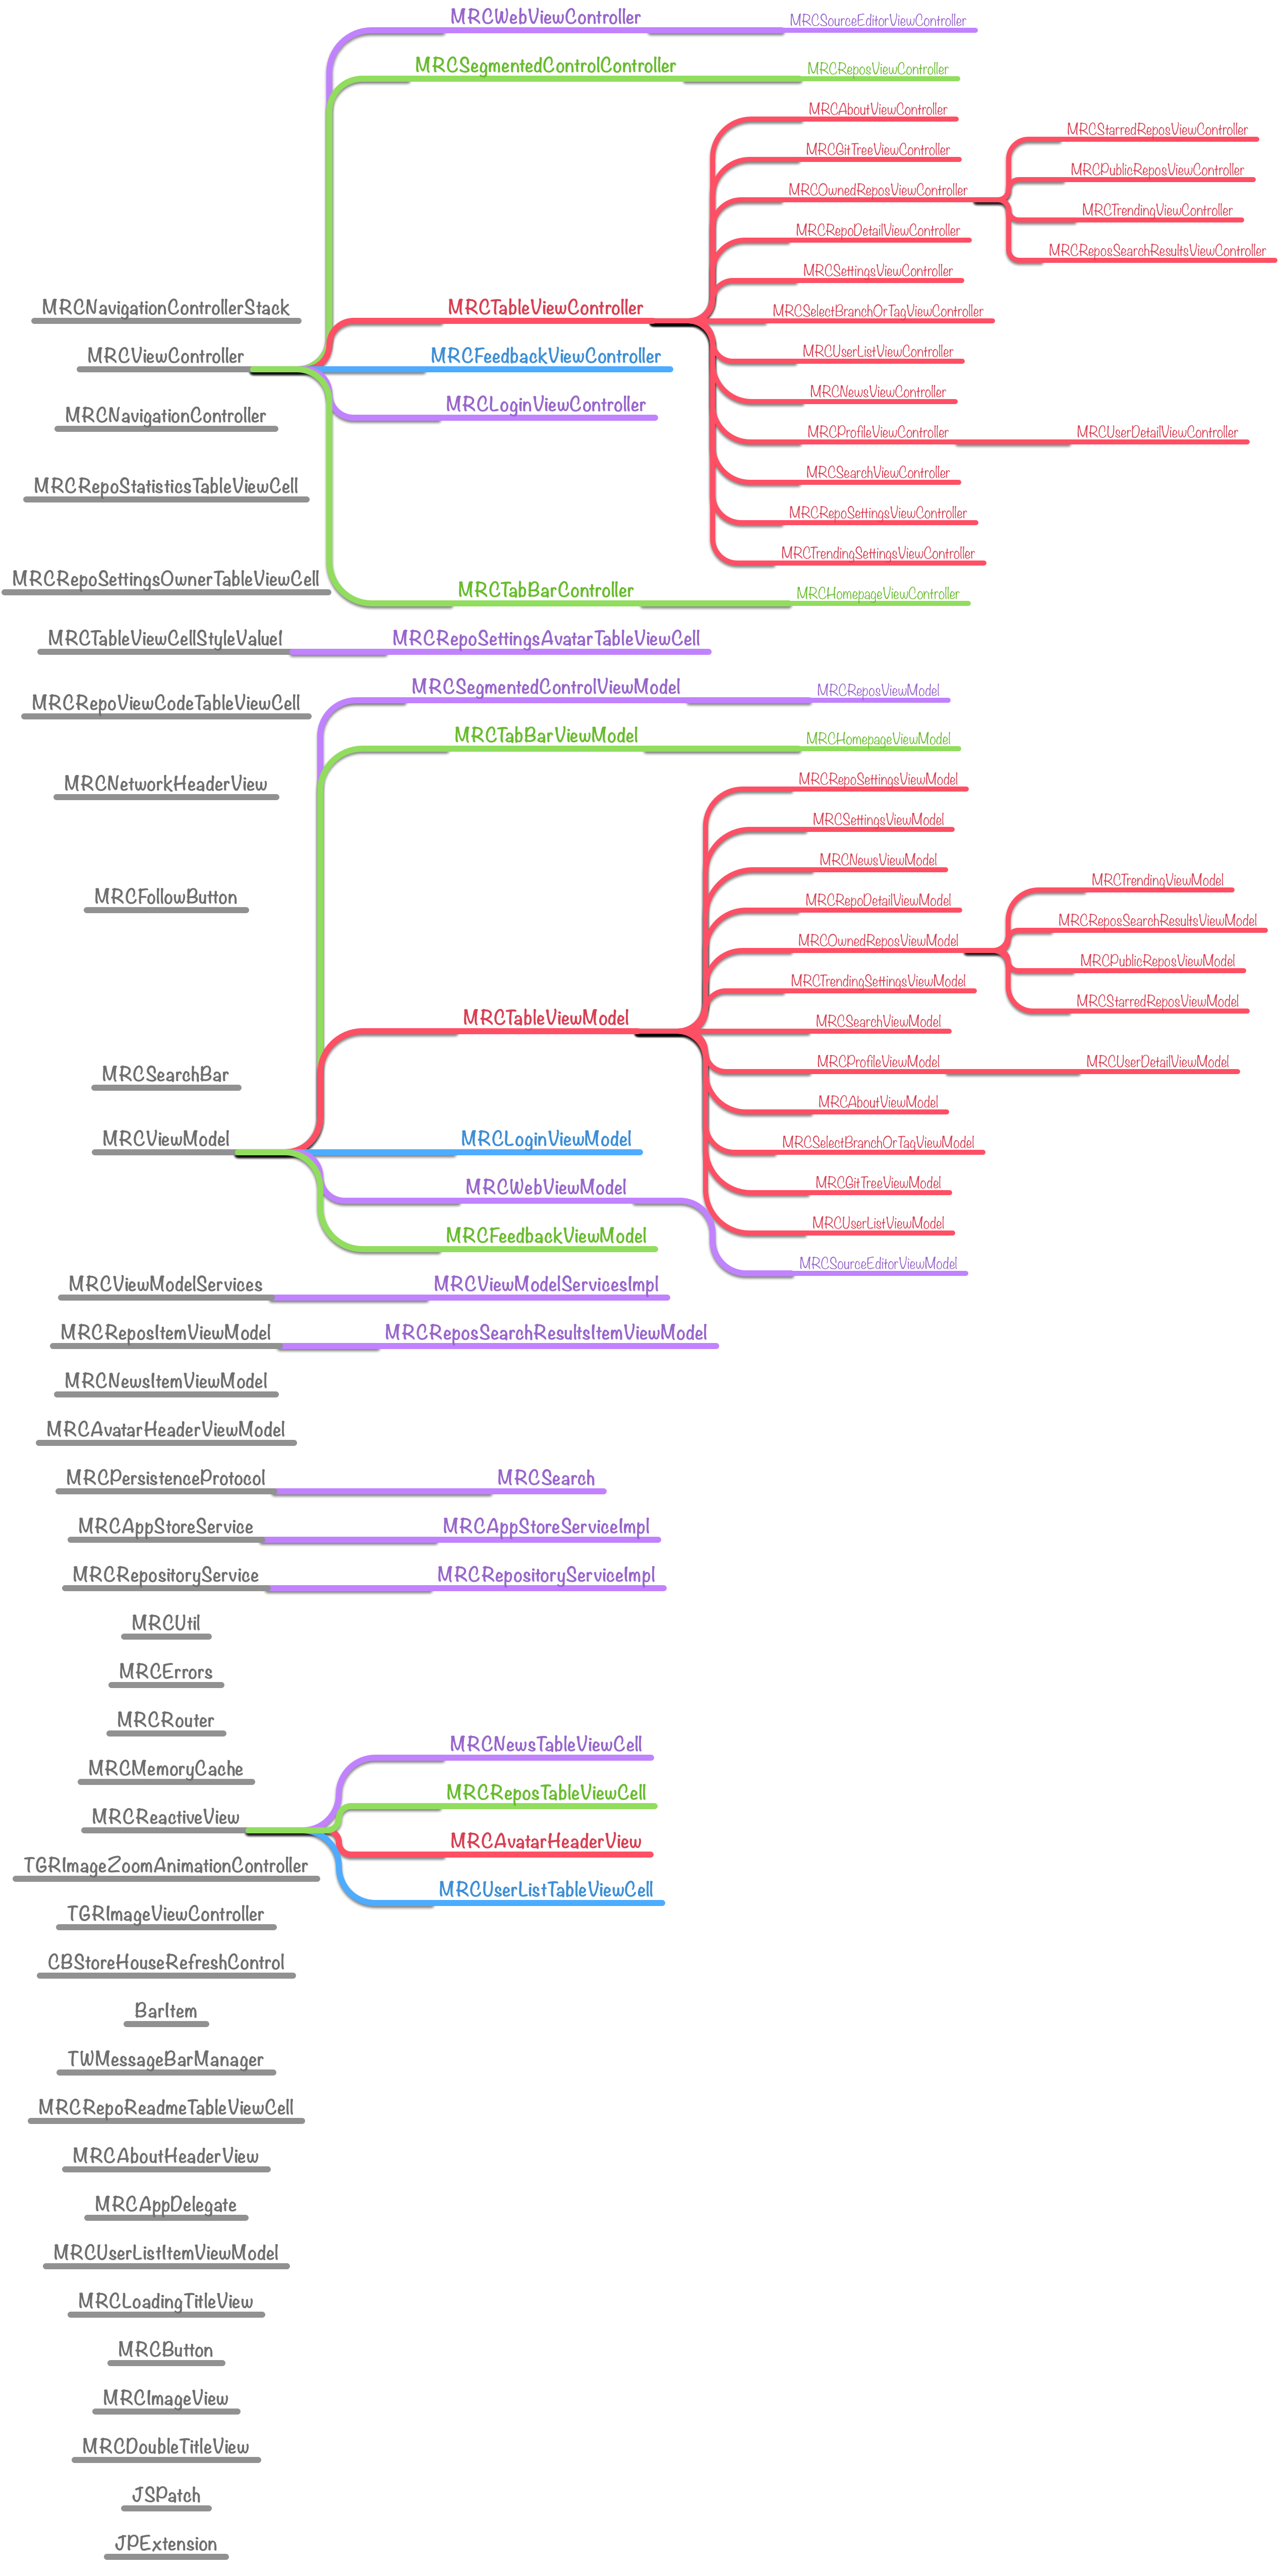 MRCWebViewController
MRCSourceEditorViewController
MRCSegmentedControlController
MRCReposViewController
MRCAboutViewController
MRCStarredReposViewController
MRCGitTreeViewController
MRCPublicReposViewController
MRCOwnedReposViewController
MRCTrendingViewController
MRCRepoDetailViewController
MRCReposSearchResultsViewController
MRCSettingsViewController
MRCNavigationControllerStack
MRCTableViewController
MRCSelectBranchOrTagViewController
MRCViewController
MRCFeedbackViewController
MRCUserListViewController
MRCNewsViewController
MRCLoginViewController
MRCNavigationController
MRCProfileViewController
MRCUserDetailViewController
MRCSearchViewController
MRCRepoStatisticsTableViewCell
MRCRepoSettingsViewController
MRCTrendingSettingsViewController
MRCRepoSettingsOwnerTableViewCell
MRCTabBarController
MRCHomepageViewController
MRCTableViewCellStyleValue1
MRCRepoSettingsAvatarTableViewCell
MRCSegmentedControlViewModel
MRCReposViewModel
MRCRepoViewCodeTableViewCell
MRCTabBarViewModel
MRCHomepageViewModel
MRCNetworkHeaderView
MRCRepoSettingsViewModel
MRCSettingsViewModel
MRCNewsViewModel
MRCTrendingViewModel
MRCFollowButton
MRCRepoDetailViewModel
MRCReposSearchResultsViewModel
MRCOwnedReposViewModel
MRCPublicReposViewModel
MRCTrendingSettingsViewModel
MRCStarredReposViewModel
MRCTableViewModel
MRCSearchViewModel
MRCProfileViewModel
MRCUserDetailViewModel
MRCSearchBar
MRCAboutViewModel
MRCViewModel
MRCLoginViewModel
MRCSelectBranchOrTagViewModel
MRCWebViewModel
MRCGitTreeViewModel
MRCUserListViewModel
MRCFeedbackViewModel
MRCSourceEditorViewModel
MRCViewModelServices
MRCViewModelServicesImpl
MRCReposItemViewModel
MRCReposSearchResultsItemViewModel
MRCNewsItemViewModel
MRCAvatarHeaderViewModel
MRCPersistenceProtocol
MRCSearch
MRCAppStoreService
MRCAppStoreServiceImpl
MRCRepositoryService
MRCRepositoryServiceImpl
MRCUtil
MRCErrors
MRCRouter
MRCNewsTableViewCell
MRCMemoryCache
MRCReposTableViewCell
MRCReactiveView
MRCAvatarHeaderView
TGRImageZoomAnimationController
MRCUserListTableViewCell
TGRImageViewController
CBStoreHouseRefreshControl
BarItem
TWMessageBarManager
MRCRepoReadmeTableViewCell
MRCAboutHeaderView
MRCAppDelegate
MRCUserListItemViewModel
MRCLoadingTitleView
MRCButton
MRCImageView
MRCDoubleTitleView
JSPatch
JPExtension